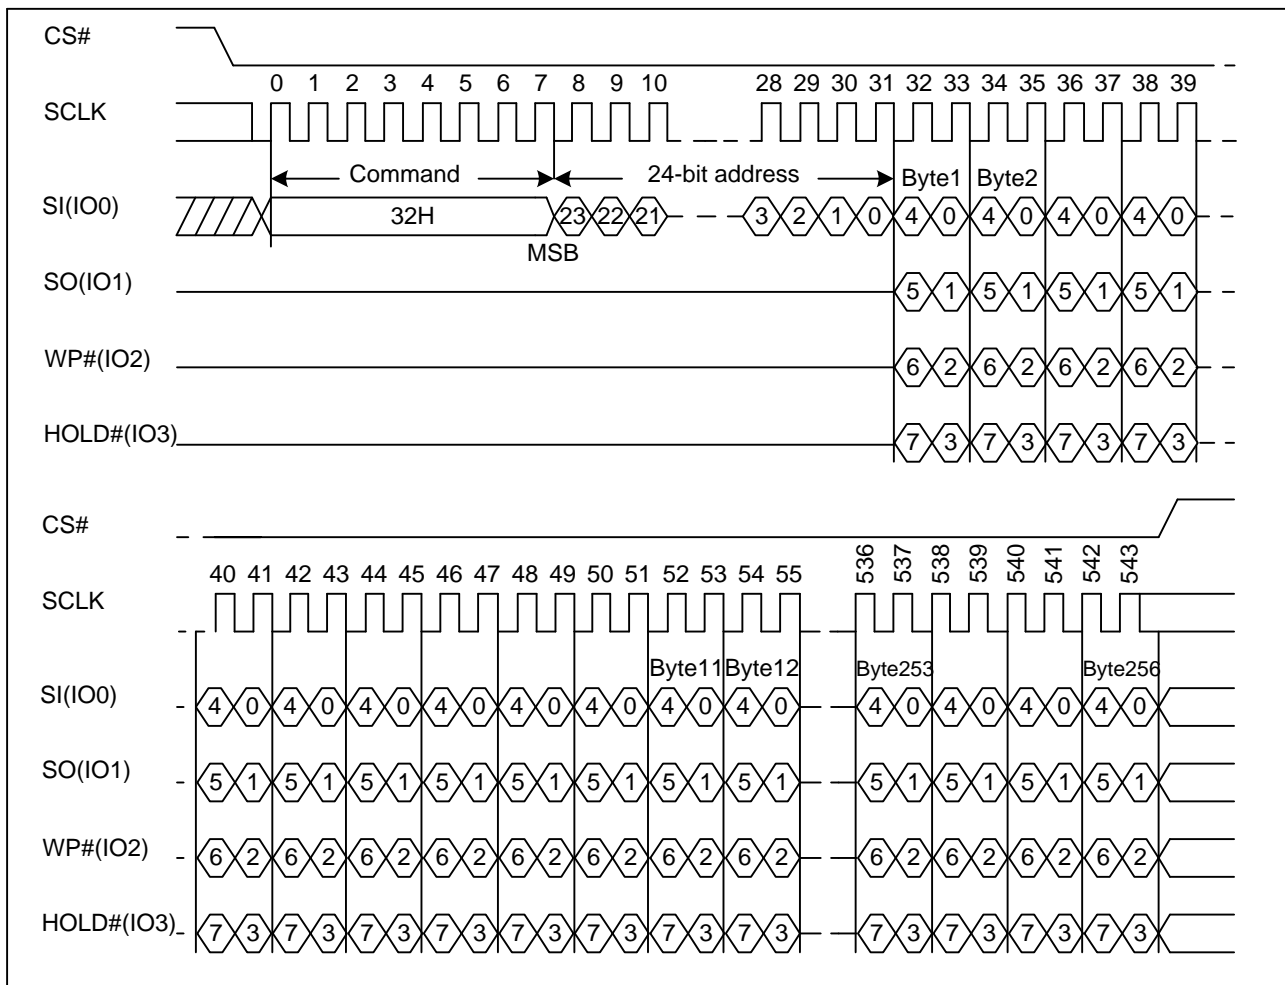 CS#
0 1 2 3 4 5 6 7 8 9 10 28 29 30 31 32 33 34 35 36 37 38 39
SCLK
Command 24-bit address Byte1 Byte2
SI(IO0) 32H 23 22 21 3 2 1 0 4 0 4 0 4 0 4 0
MSB
SO(IO1) 5 1 5 1 5 1 5 1
WP#(IO2) 6 2 6 2 6 2 6 2
HOLD#(IO3) 7 3 7 3 7 3 7 3
CS#
40 41 42 43 44 45 46 47 48 49 50 51 52 53 54 55 536 537 538 539 540 541 542 543
SCLK
Byte11 Byte12 Byte253 Byte256
SI(IO0) 4 0 4 0 4 0 4 0 4 0 4 0 4 0 4 0 4 0 4 0 4 0 4 0
SO(IO1) 5 1 5 1 5 1 5 1 5 1 5 1 5 1 5 1 5 1 5 1 5 1 5 1
WP#(IO2) 6 2 6 2 6 2 6 2 6 2 6 2 6 2 6 2 6 2 6 2 6 2 6 2
HOLD#(IO3) 7 3 7 3 7 3 7 3 7 3 7 3 7 3 7 3 7 3 7 3 7 3 7 3